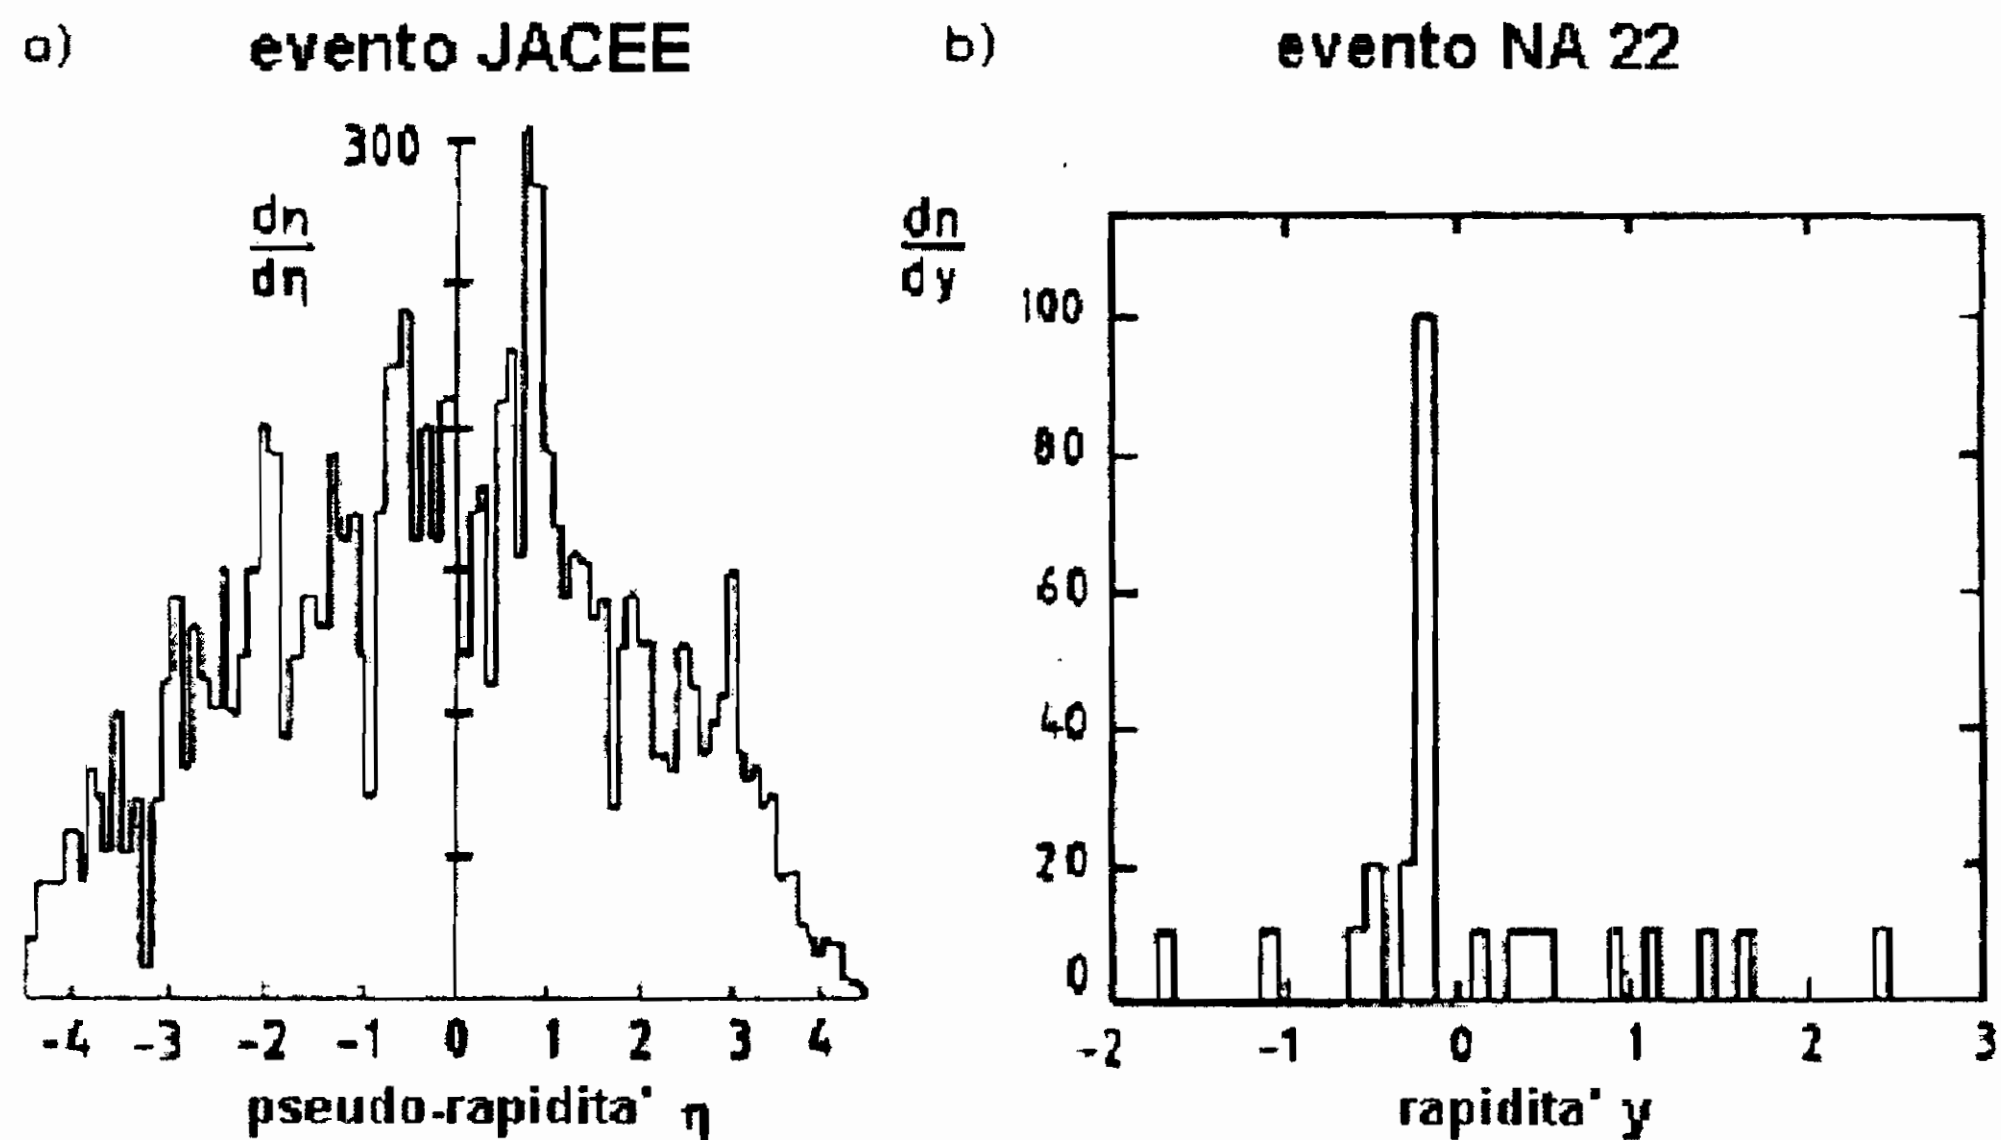 a) evento JACEE
300
dn
dη
-4 -3 -2 -1 0 1 2 3 4
pseudo-rapidita' η
b) evento NA 22
dn
dy
100
80
60
40
20
0
-2 -1 0 1 2 3
rapidita' y